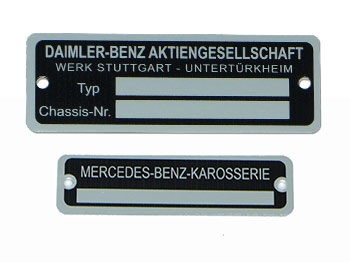 DAIMLER-BENZ AKTIENGESELLSCHAFT
WERK STUTTGART - UNTERTÜRKHEIM
Typ
Chassis-Nr.
MERCEDES-BENZ-KAROSSERIE